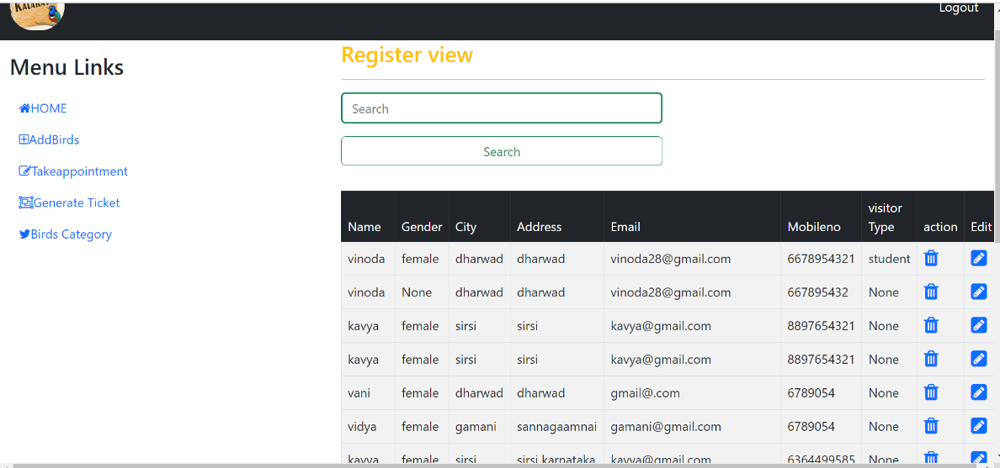 Logout
Menu Links
HOME
AddBirds
Takeappointment
Generate Ticket
Birds Category
Register view
Search
Search
Name Gender City Address Email Mobileno visitor Type action Edit
vinoda female dharwad dharwad vinoda28@gmail.com 6678954321 student
vinoda None dharwad dharwad vinoda28@gmail.com 667895432 None
kavya female sirsi sirsi kavya@gmail.com 8897654321 None
kavya female sirsi sirsi kavya@gmail.com 8897654321 None
vani female dharwad dharwad gmail@.com 6789054 None
vidya female gamani sannagaamnai gamani@gmail.com 6789054 None
kavya female sirsi sirsi karnataka kavya@gmail.com 6364499585 None